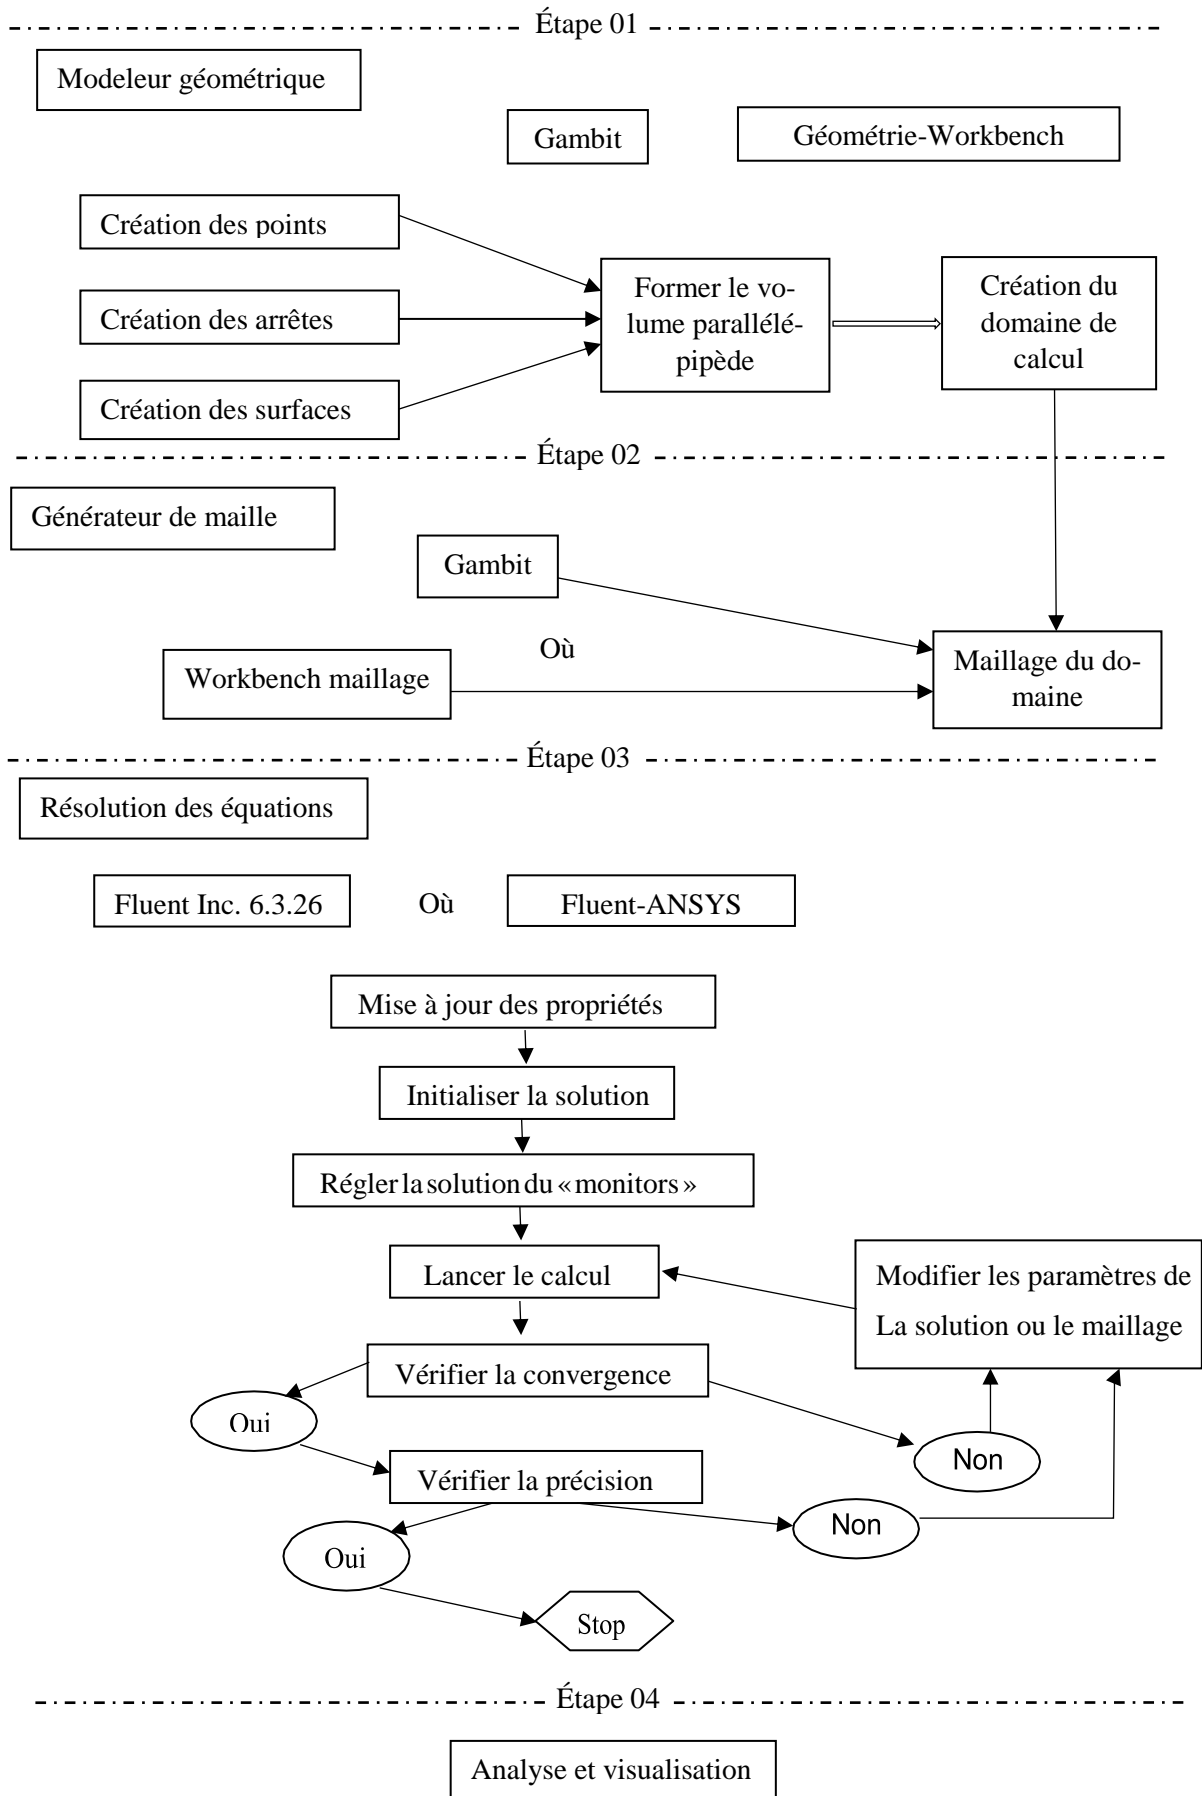 Étape 01
Modeleur géométrique
Gambit
Géométrie-Workbench
Création des points
Création des arrêtes
Création des surfaces
Former le vo-
lume parallélé-
pipède
Création du
domaine de
calcul
Étape 02
Générateur de maille
Gambit
Où
Workbench maillage
Maillage du do-
maine
Étape 03
Résolution des équations
Fluent Inc. 6.3.26
Où
Fluent-ANSYS
Mise à jour des propriétés
Initialiser la solution
Régler la solution du « monitors »
Lancer le calcul
Modifier les paramètres de
La solution ou le maillage
Vérifier la convergence
Oui
Non
Vérifier la précision
Non
Oui
Stop
Étape 04
Analyse et visualisation